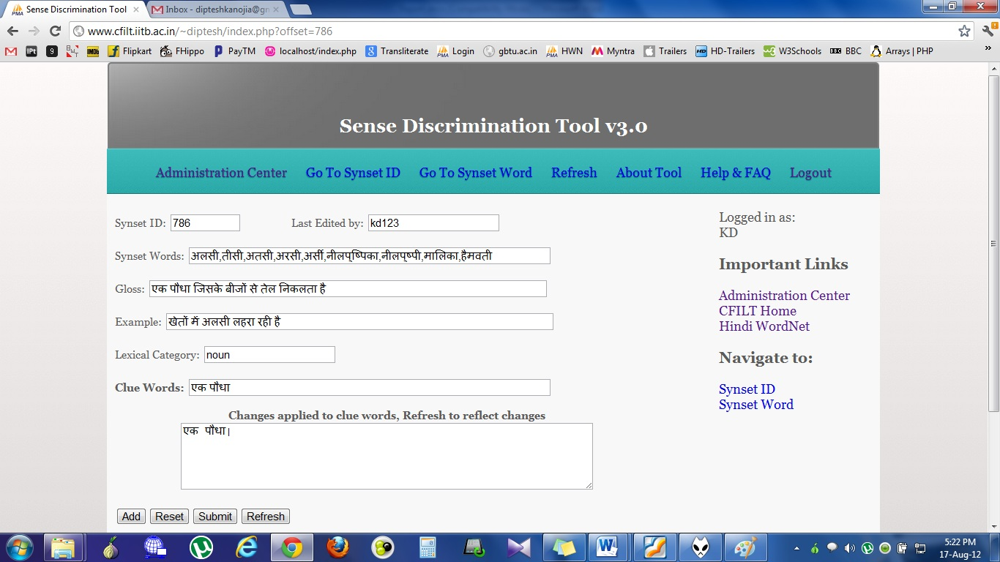 Sense Discrimination Tool
Inbox - dipteshkanojia@gm
www.cfilt.iitb.ac.in/~diptesh/index.php?offset=786
iPt 9 BWT IMDb Flipkart FHippo PayTM localhost/index.php Transliterate Login gbtu.ac.in HWN Myntra Trailers HD-Trailers W3Schools BBC Arrays | PHP »
Sense Discrimination Tool v3.0
Administration Center Go To Synset ID Go To Synset Word Refresh About Tool Help & FAQ Logout
Synset ID: 786 Last Edited by: kd123
Synset Words: अलसी,तीसी,अतसी,अरसी,अर्सी,नीलपुष्पिका,नीलपुष्पी,मालिका,हैमवती
Gloss: एक पौधा जिसके बीजों से तेल निकलता है
Example: खेतों में अलसी लहरा रही है
Lexical Category: noun
Clue Words: एक पौधा
Changes applied to clue words, Refresh to reflect changes
एक पौधा|
Add Reset Submit Refresh
Logged in as:
KD
Important Links
Administration Center
CFILT Home
Hindi WordNet
Navigate to:
Synset ID
Synset Word
5:22 PM
17-Aug-12